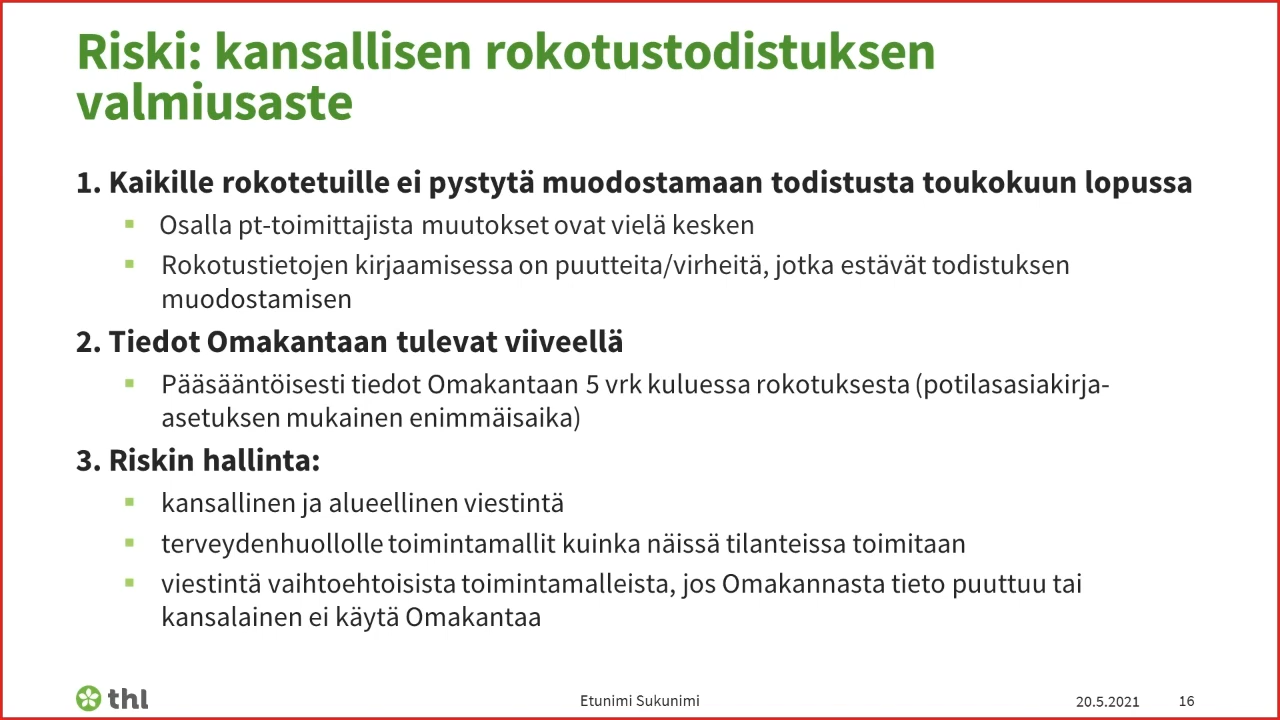 Riski: kansallisen rokotustodistuksen
valmiusaste
1. Kaikille rokotetuille ei pystytä muodostamaan todistusta toukokuun lopussa
▪ Osalla pt-toimittajista muutokset ovat vielä kesken
▪ Rokotustietojen kirjaamisessa on puutteita/virheitä, jotka estävät todistuksen
muodostamisen
2. Tiedot Omakantaan tulevat viiveellä
▪ Pääsääntöisesti tiedot Omakantaan 5 vrk kuluessa rokotuksesta (potilasasiakirja-
asetuksen mukainen enimmäisaika)
3. Riskin hallinta:
▪ kansallinen ja alueellinen viestintä
▪ terveydenhuollolle toimintamallit kuinka näissä tilanteissa toimitaan
▪ viestintä vaihtoehtoisista toimintamalleista, jos Omakannasta tieto puuttuu tai
kansalainen ei käytä Omakantaa
thl
Etunimi Sukunimi
20.5.2021
16